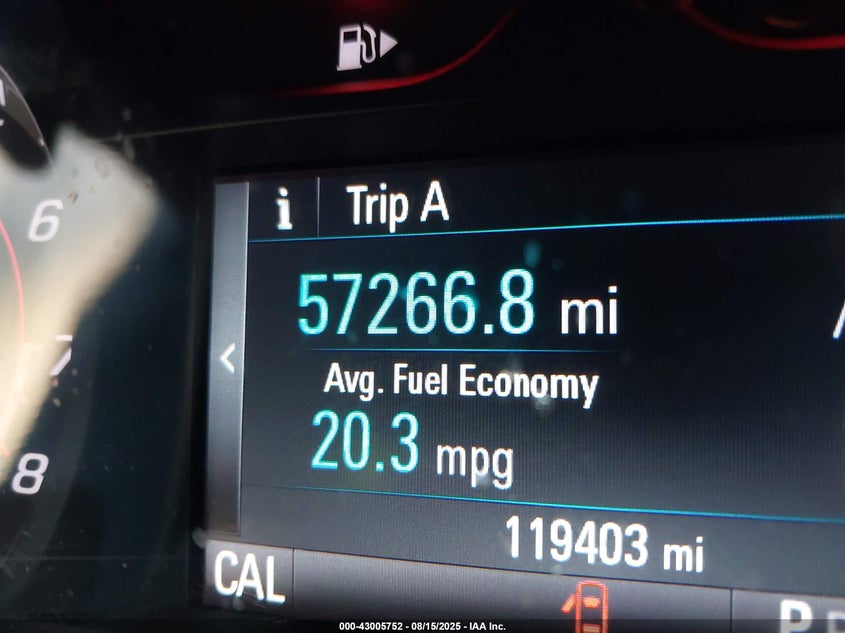 6
7
8
i Trip A
57266.8 mi
Avg. Fuel Economy
20.3 mpg
119403 mi
CAL
P
000-43005752 - 08/15/2025 - IAA Inc.